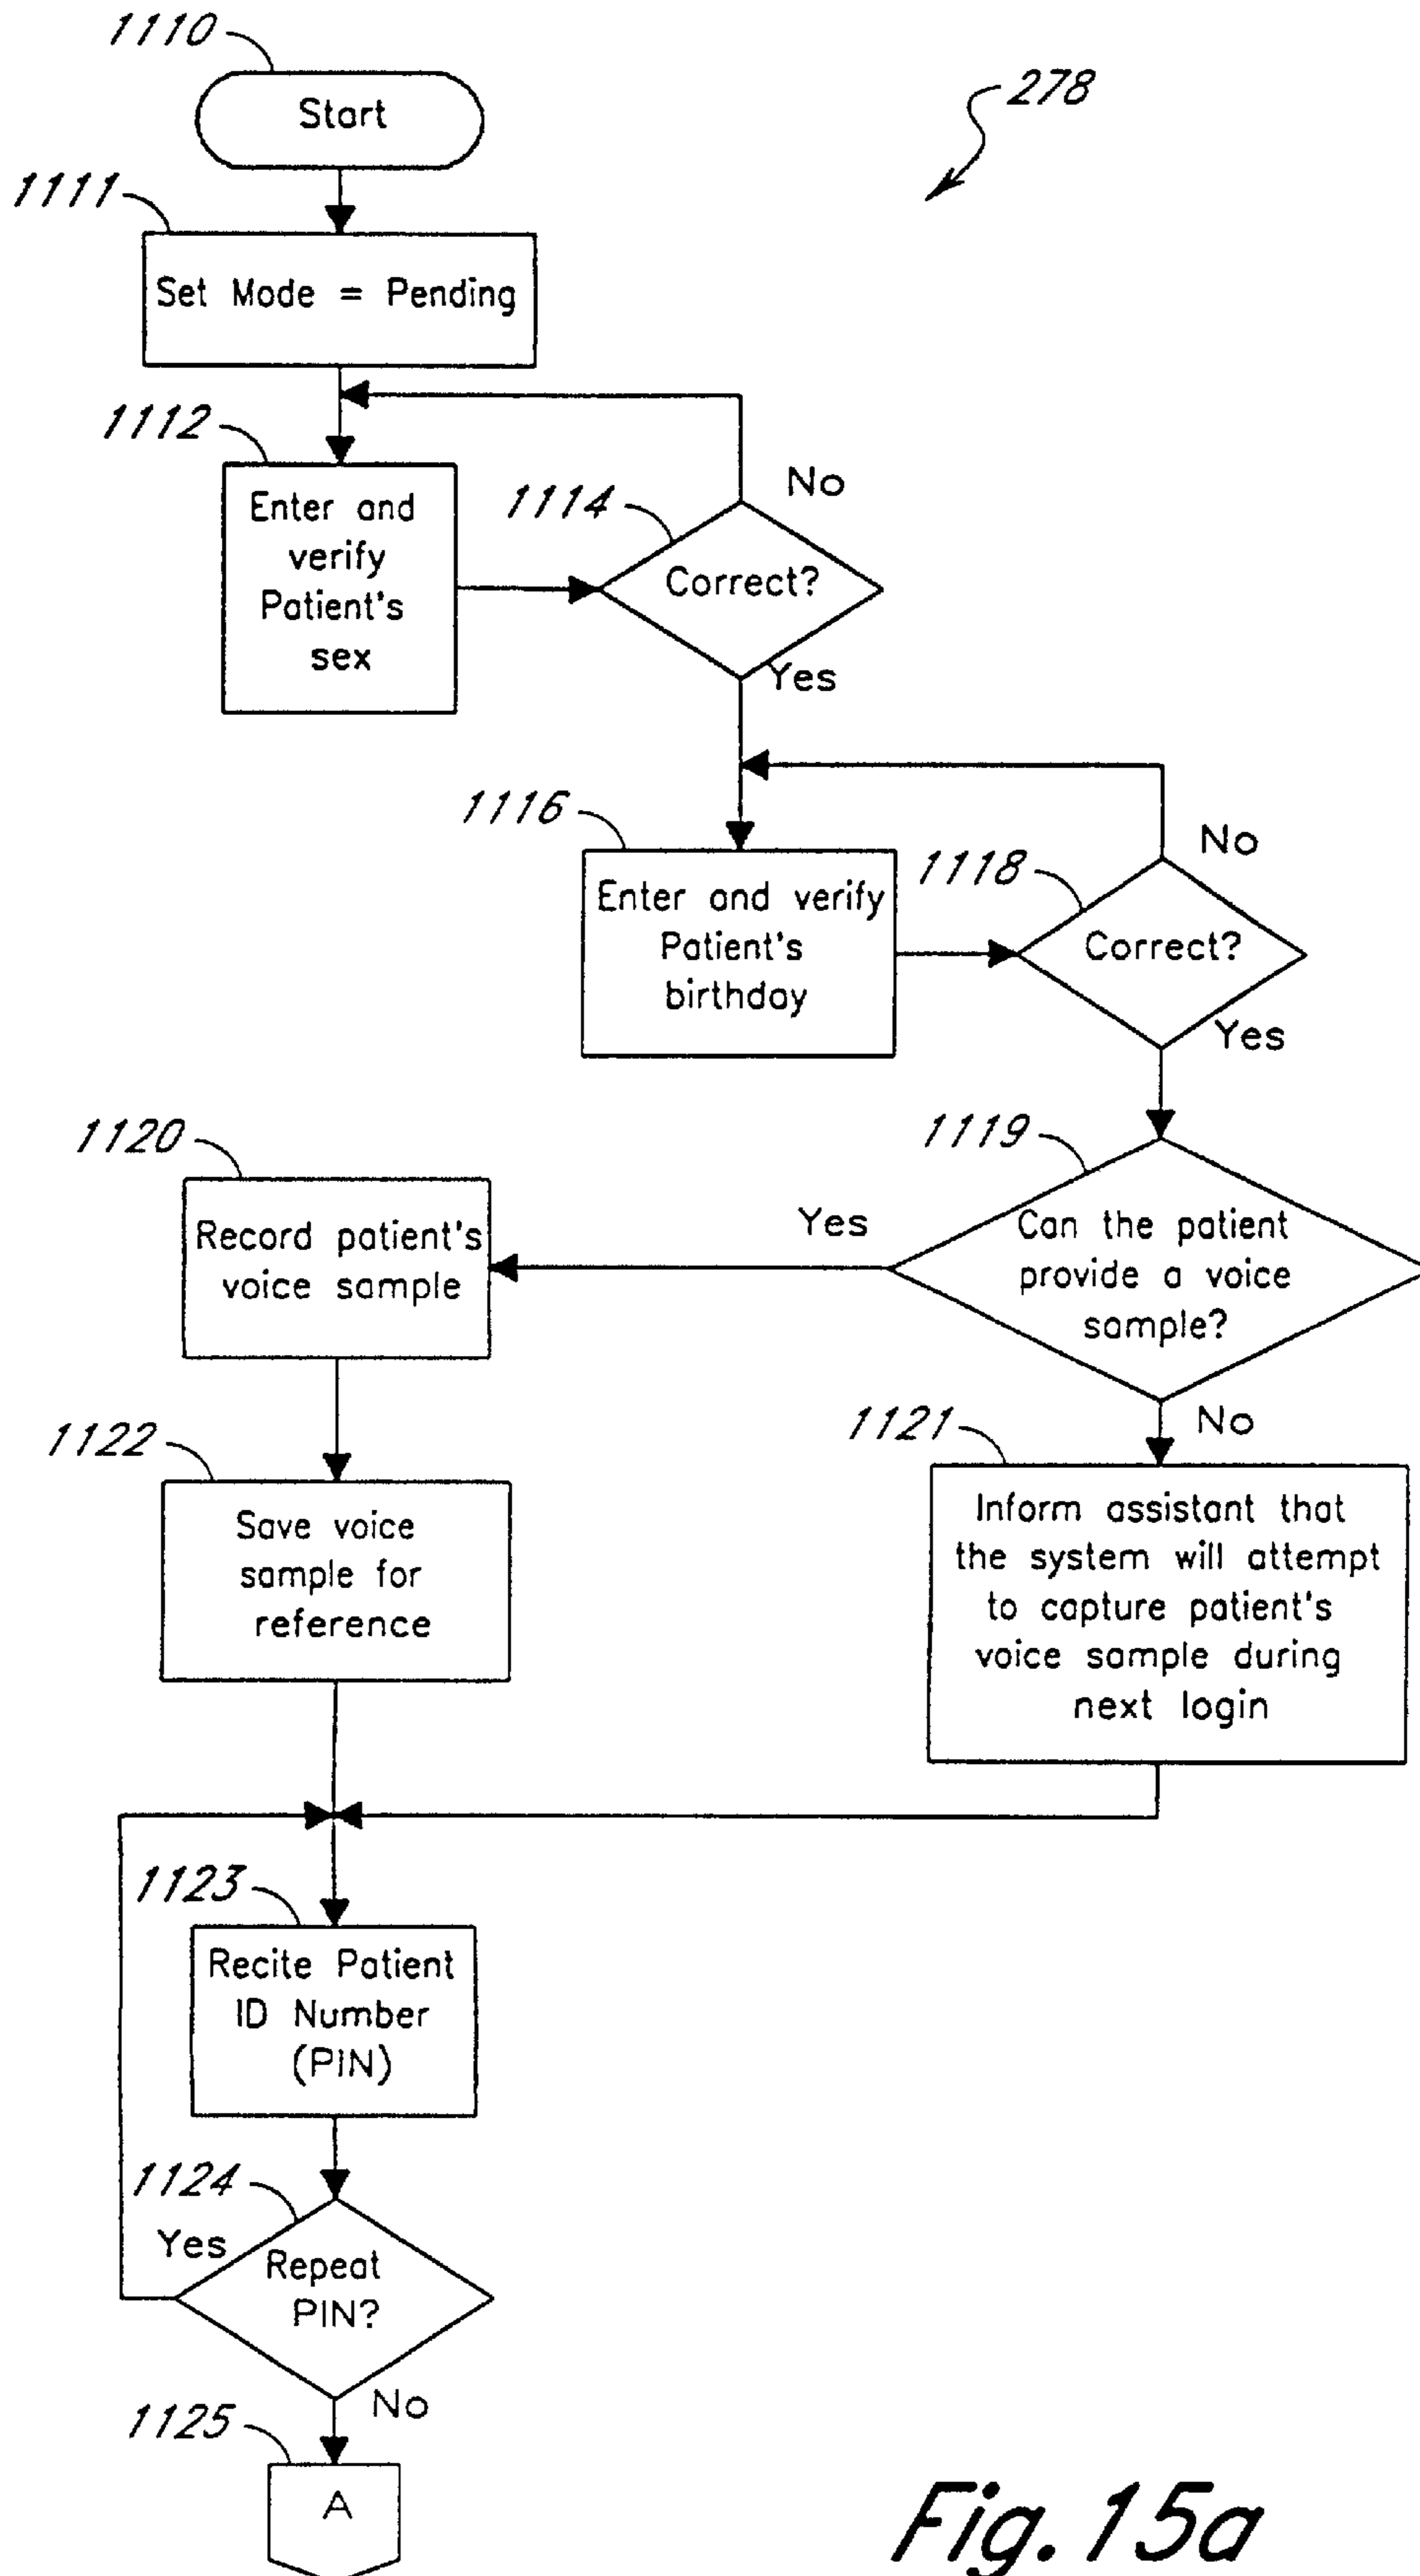 1110
Start
278
1111
Set Mode = Pending
1112
Enter and
verify
Patient's
sex
1114
No
Correct?
Yes
1116
Enter and verify
Patient's
birthday
1118
No
Correct?
Yes
1119
Can the patient
provide a voice
sample?
Yes
No
1120
Record patient's
voice sample
1122
Save voice
sample for
reference
1121
Inform assistant that
the system will attempt
to capture patient's
voice sample during
next login
1123
Recite Patient
ID Number
(PIN)
1124
Yes
Repeat
PIN?
No
1125
A
Fig. 15a